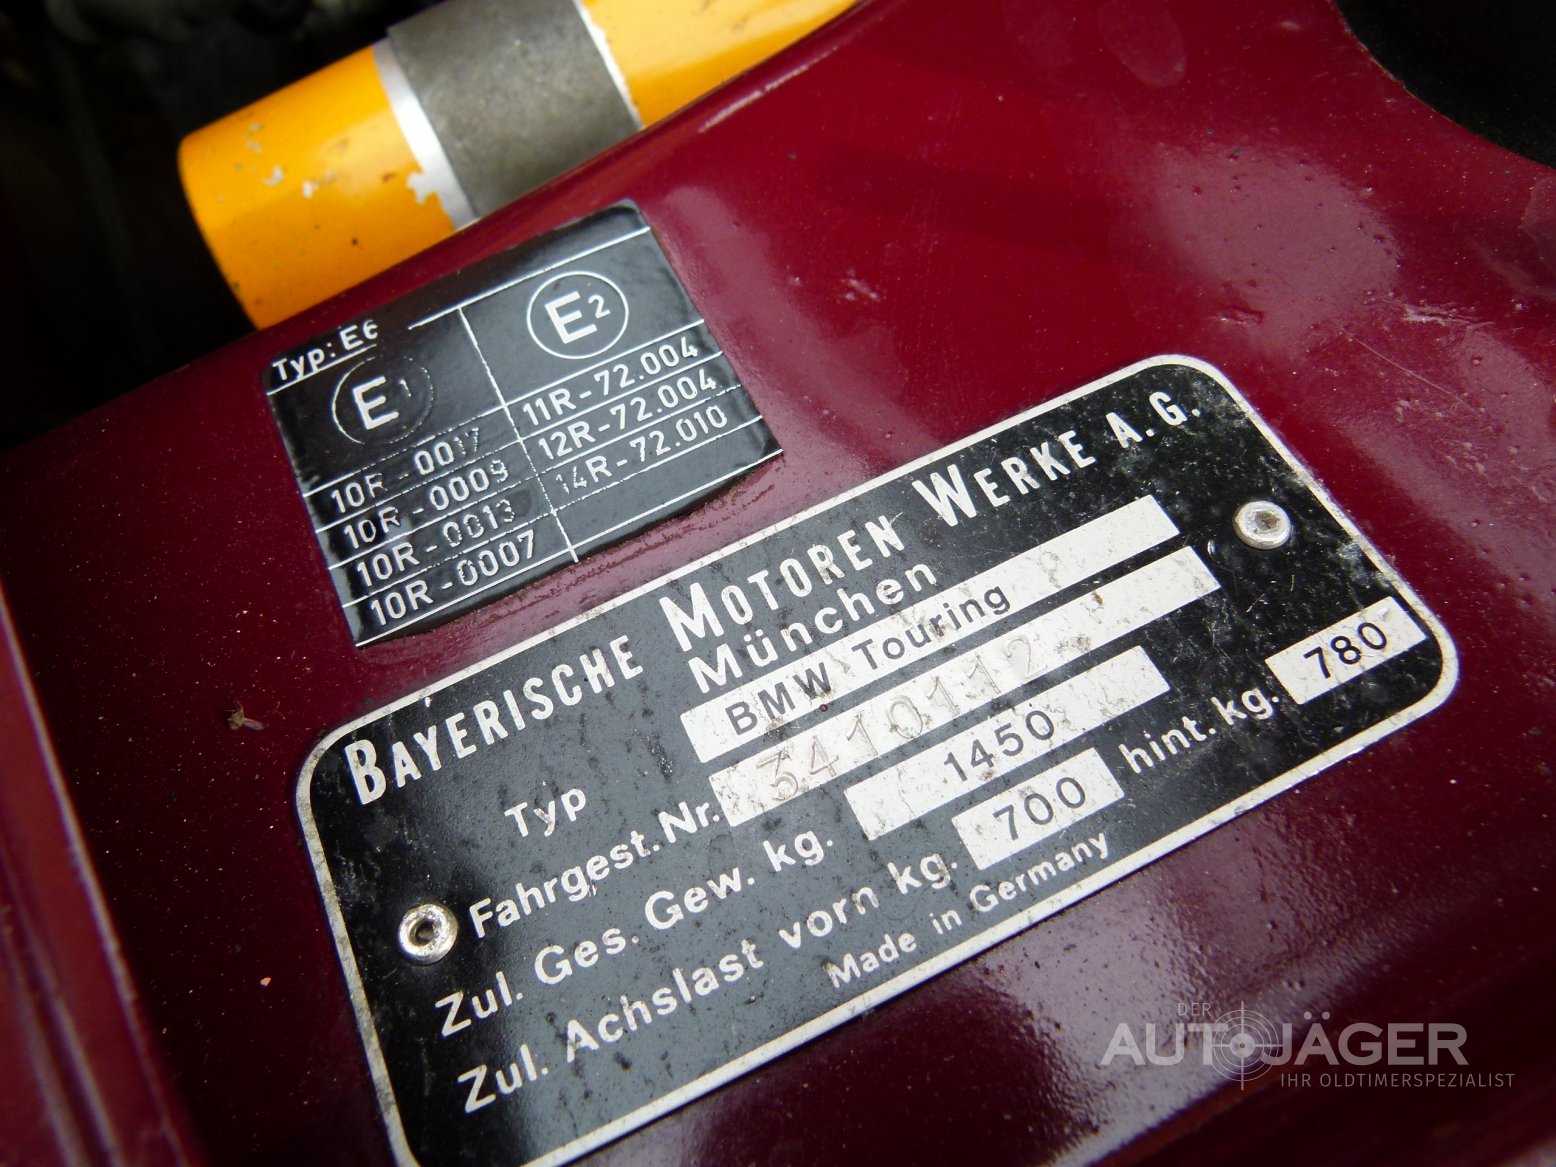 Typ: E6
E1
10R-0017
10R-0009
10R-0013
10R-0007
E2
11R-72.004
12R-72.004
14R-72.010
BAYERISCHE MOTOREN WERKE A.G.
München
Typ BMW Touring
Fahrgest. Nr. 3410112
Zul. Ges. Gew. kg. 1450
Zul. Achslast vorn kg. 700 hint. kg. 780
Made in Germany
DER
AUTOJÄGER
IHR OLDTIMERSPEZIALIST